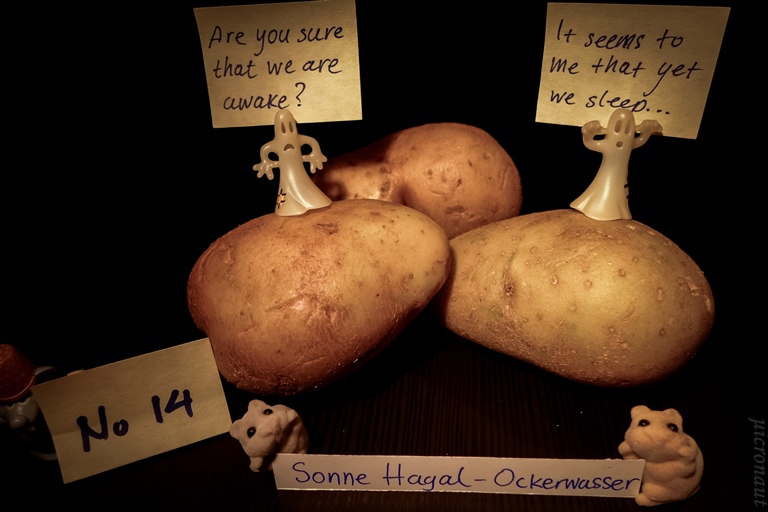 Are you sure
that we are
awake?
It seems to
me that yet
we sleep...
No 14
Sonne Hagal - Ockerwasser
µicronaut